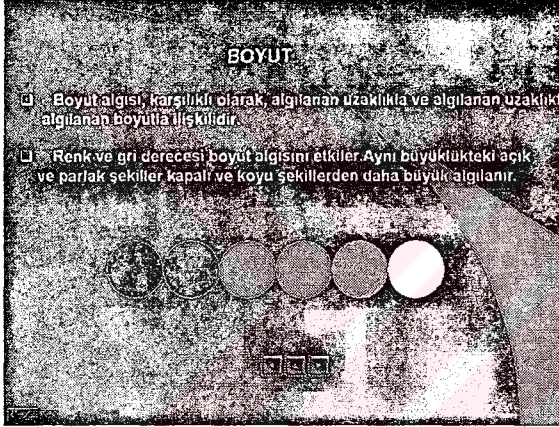 BOYUT
❑ Boyut algısı, karşılıklı olarak, algılanan uzaklıkla ve algılanan uzaklık
algılanan boyutla ilişkilidir.
❑ Renk ve gri derecesi boyut algısını etkiler.Aynı büyüklükteki açık
ve parlak şekiller kapalı ve koyu şekillerden daha büyük algılanır.